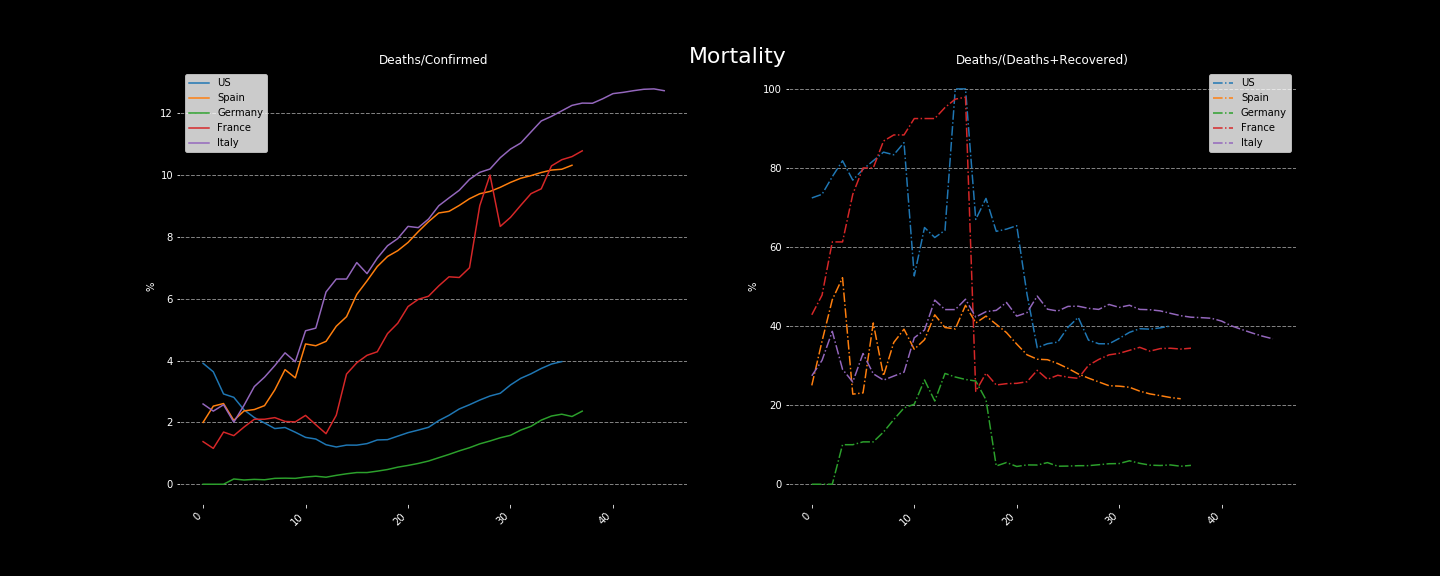 Mortality
Deaths/Confirmed
US
Spain
Germany
France
Italy
%
12
10
8
6
4
2
0
0
10
20
30
40
Deaths/(Deaths+Recovered)
US
Spain
Germany
France
Italy
%
100
80
60
40
20
0
0
10
20
30
40